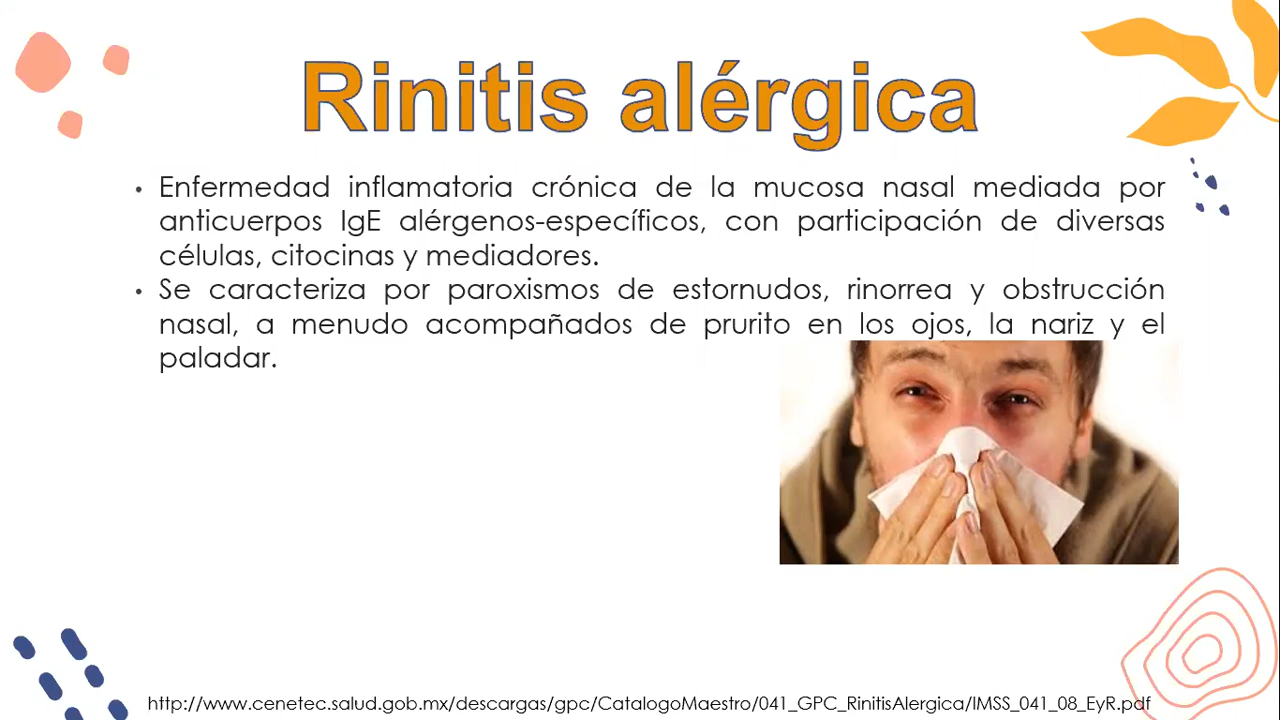 Rinitis alérgica
• Enfermedad inflamatoria crónica de la mucosa nasal mediada por
anticuerpos IgE alérgenos-específicos, con participación de diversas
células, citocinas y mediadores.
• Se caracteriza por paroxismos de estornudos, rinorrea y obstrucción
nasal, a menudo acompañados de prurito en los ojos, la nariz y el
paladar.
http://www.cenetec.salud.gob.mx/descargas/gpc/CatalogoMaestro/041_GPC_RinitisAlergica/IMSS_041_08_EyR.pdf